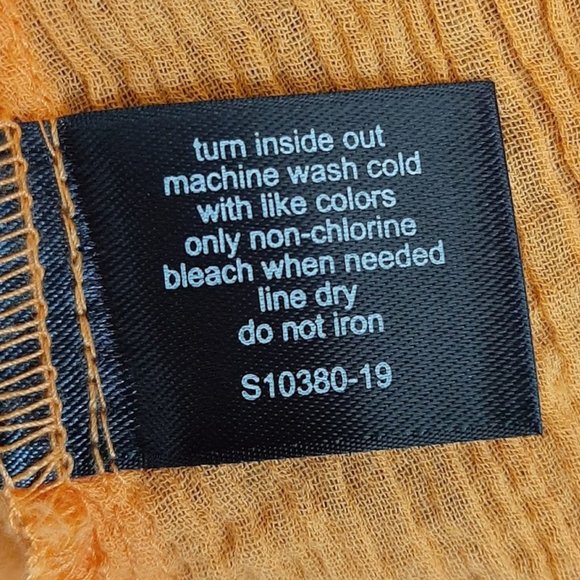 turn inside out
machine wash cold
with like colors
only non-chlorine
bleach when needed
line dry
do not iron
S10380-19